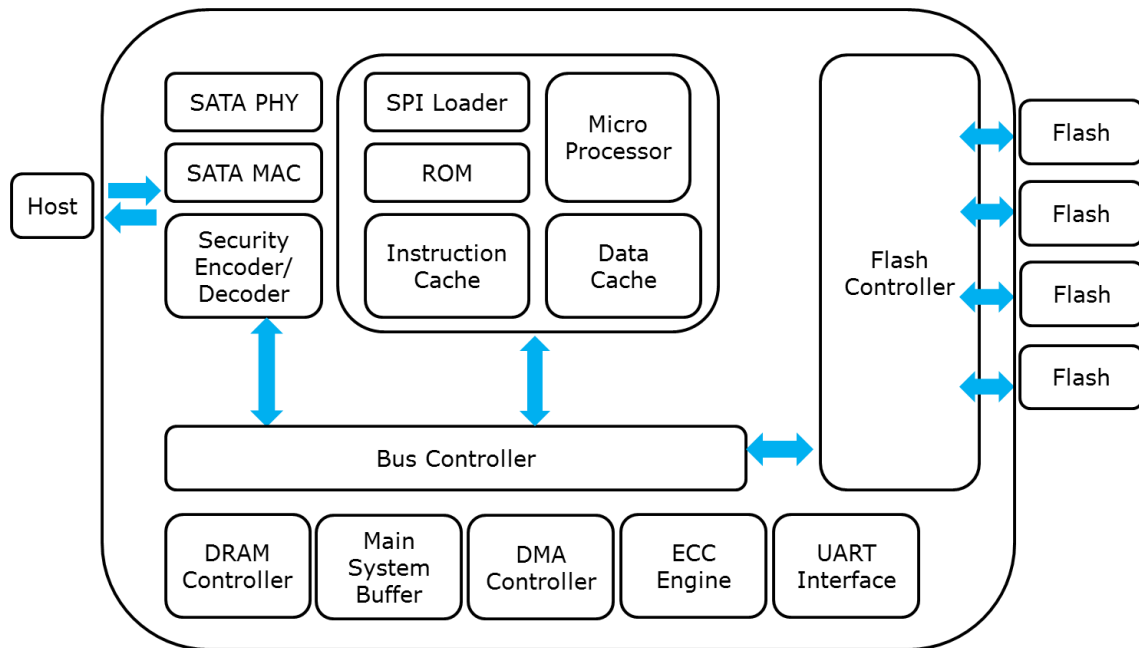 SATA PHY
SATA MAC
Host
Security
Encoder/
Decoder
SPI Loader
ROM
Micro
Processor
Instruction
Cache
Data
Cache
Flash
Controller
Flash
Flash
Flash
Flash
Bus Controller
DRAM
Controller
Main
System
Buffer
DMA
Controller
ECC
Engine
UART
Interface